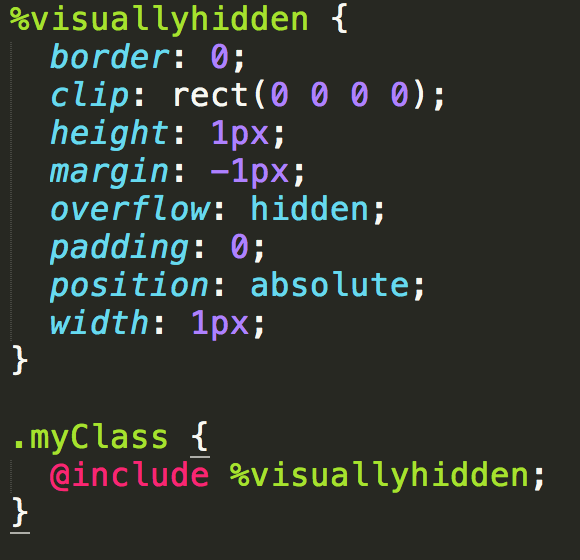 %visuallyhidden {
  border: 0;
  clip: rect(0 0 0 0);
  height: 1px;
  margin: -1px;
  overflow: hidden;
  padding: 0;
  position: absolute;
  width: 1px;
}
.myClass {
  @include %visuallyhidden;
}